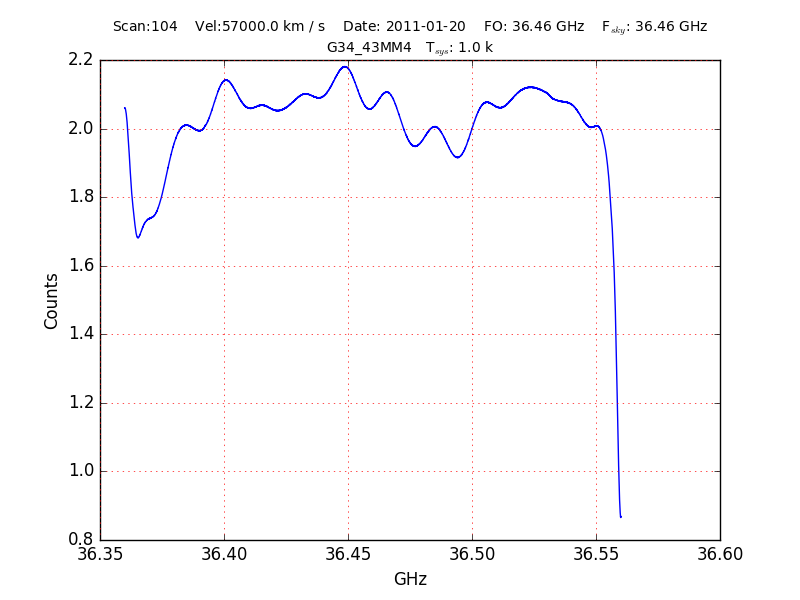 Scan:104 Vel:57000.0 km / s Date: 2011-01-20 FO: 36.46 GHz Fsky: 36.46 GHz
G34_43MM4 Tsys: 1.0 k
2.2
2.0
1.8
1.6
1.4
1.2
1.0
0.8
Counts
36.35 36.40 36.45 36.50 36.55 36.60
GHz